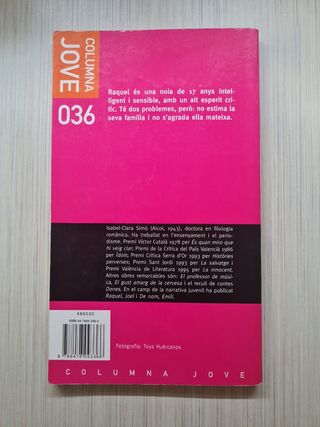 COLUMNA
JOVE
036
Raquel és una noia de 17 anys intel-
ligent i sensible, amb un alt esperit crí-
tic. Té dos problemes, però: no estima la
seva família i no s'agrada ella mateixa.
Isabel-Clara Simó (Alcoi, 1943), doctora en filologia
romànica. Ha treballat en l'ensenyament i el perio-
disme. Premi Víctor Català 1978 per És quan miro que
hi veig clar, Premi de la Crítica del País Valencià 1986
per Ídols; Premi Crítica Serra d'Or 1993 per Històries
perverses; Premi Sant Jordi 1993 per La salvatge i
Premi València de Literatura 1995 per La innocent.
Altres obres remarcables són: El professor de músi-
ca, El gust amarg de la cervesa i el recull de contes
Dones. En el camp de la narrativa juvenil ha publicat
Raquel, Joel i De nom, Emili.
466035
Fotografia: Toya Huércanos
COLUMNA JOVE